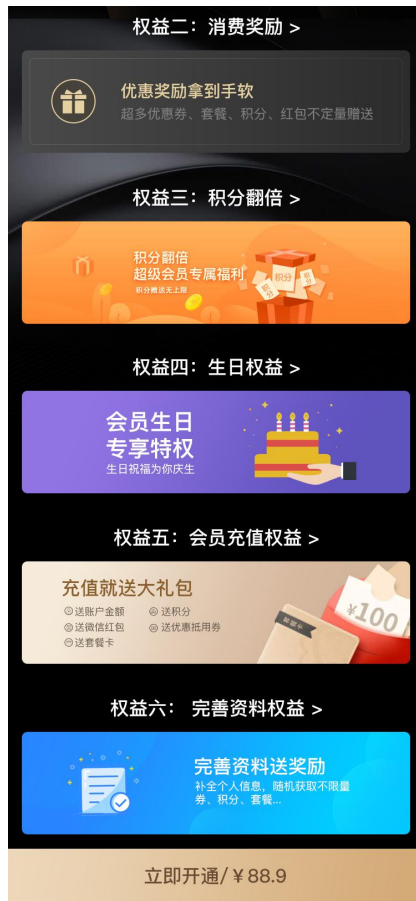 权益二：消费奖励 >
优惠奖励拿到手软
超多优惠券、套餐、积分、红包不定量赠送
权益三：积分翻倍 >
积分翻倍
超级会员专属福利
积分赠送无上限
积分
积分
积分
权益四：生日权益 >
会员生日
专享特权
生日祝福为你庆生
权益五：会员充值权益 >
充值就送大礼包
送账户金额 送积分
送微信红包 送优惠抵用券
送套餐卡
套餐卡
¥100
权益六： 完善资料权益 >
完善资料送奖励
补全个人信息，随机获取不限量
券、积分、套餐...
立即开通/￥88.9